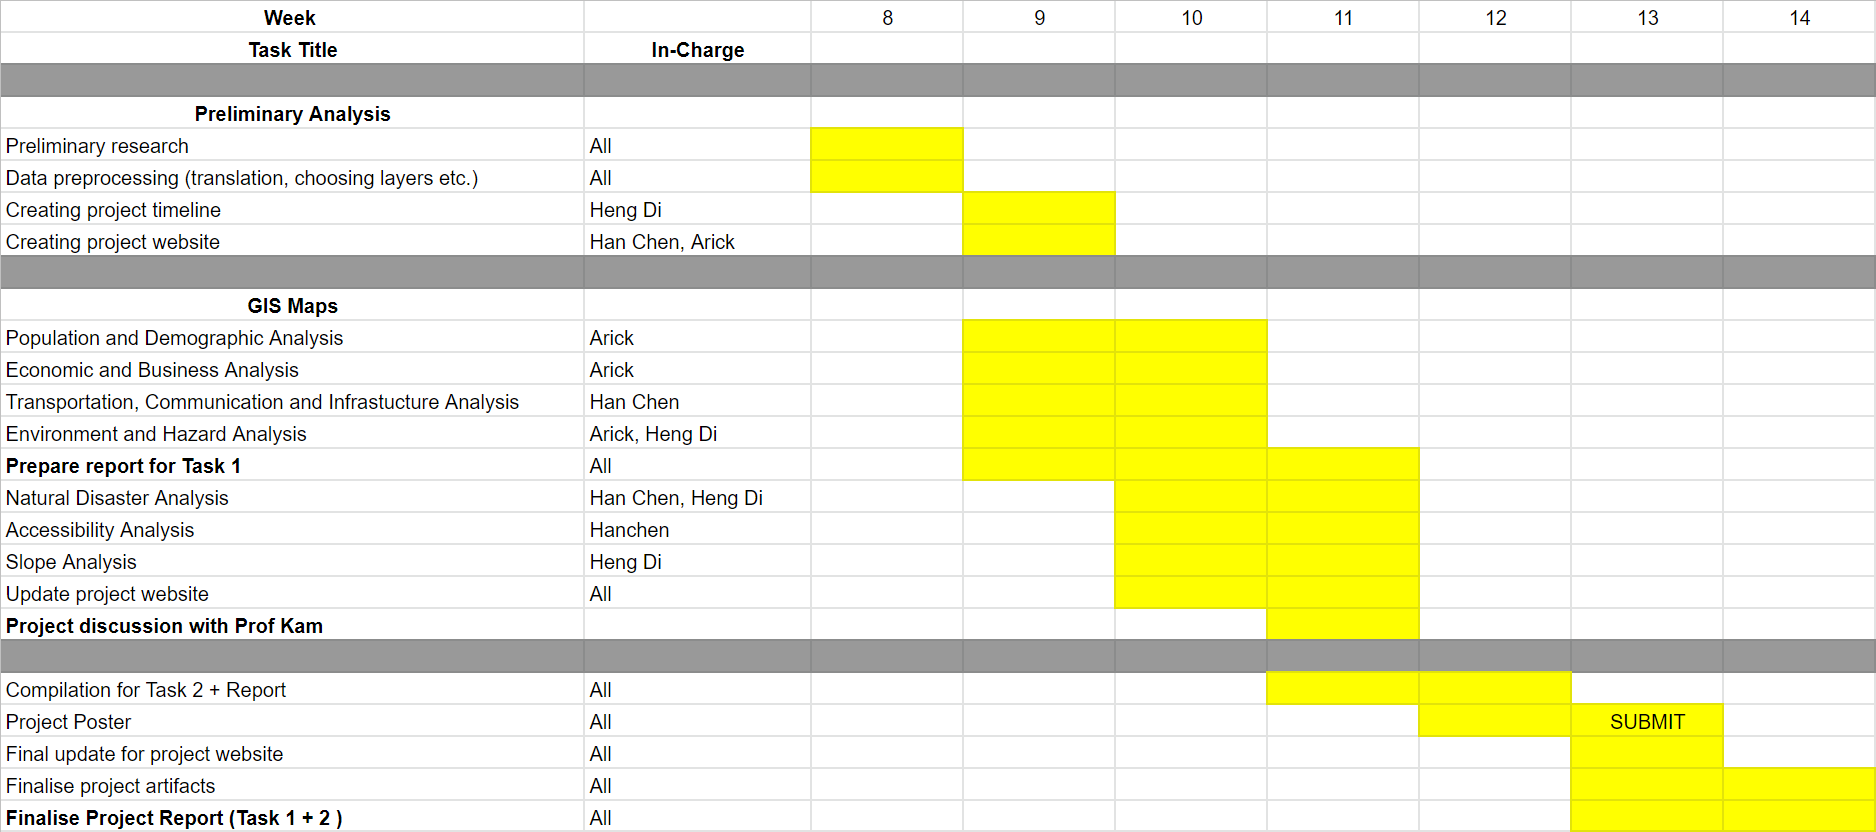 Week 8 9 10 11 12 13 14
Task Title In-Charge
Preliminary Analysis
Preliminary research All
Data preprocessing (translation, choosing layers etc.) All
Creating project timeline Heng Di
Creating project website Han Chen, Arick
GIS Maps
Population and Demographic Analysis Arick
Economic and Business Analysis Arick
Transportation, Communication and Infrastucture Analysis Han Chen
Environment and Hazard Analysis Arick, Heng Di
Prepare report for Task 1 All
Natural Disaster Analysis Han Chen, Heng Di
Accessibility Analysis Hanchen
Slope Analysis Heng Di
Update project website All
Project discussion with Prof Kam
Compilation for Task 2 + Report All
Project Poster All SUBMIT
Final update for project website All
Finalise project artifacts All
Finalise Project Report (Task 1 + 2 ) All